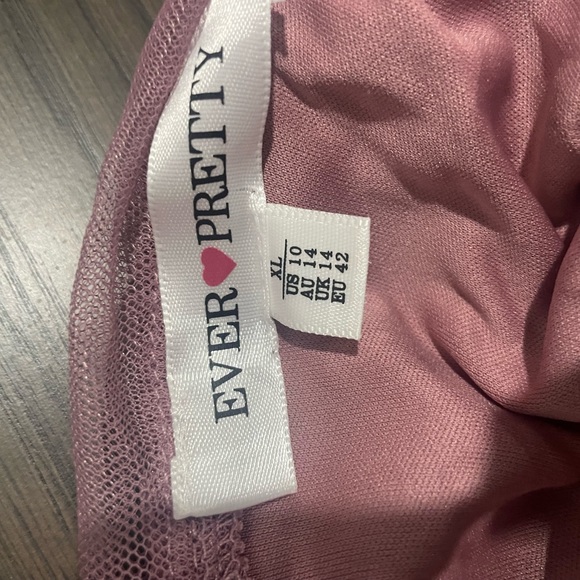 EVER❤PRETTY
XL
US 10
AU 14
UK 14
EU 42